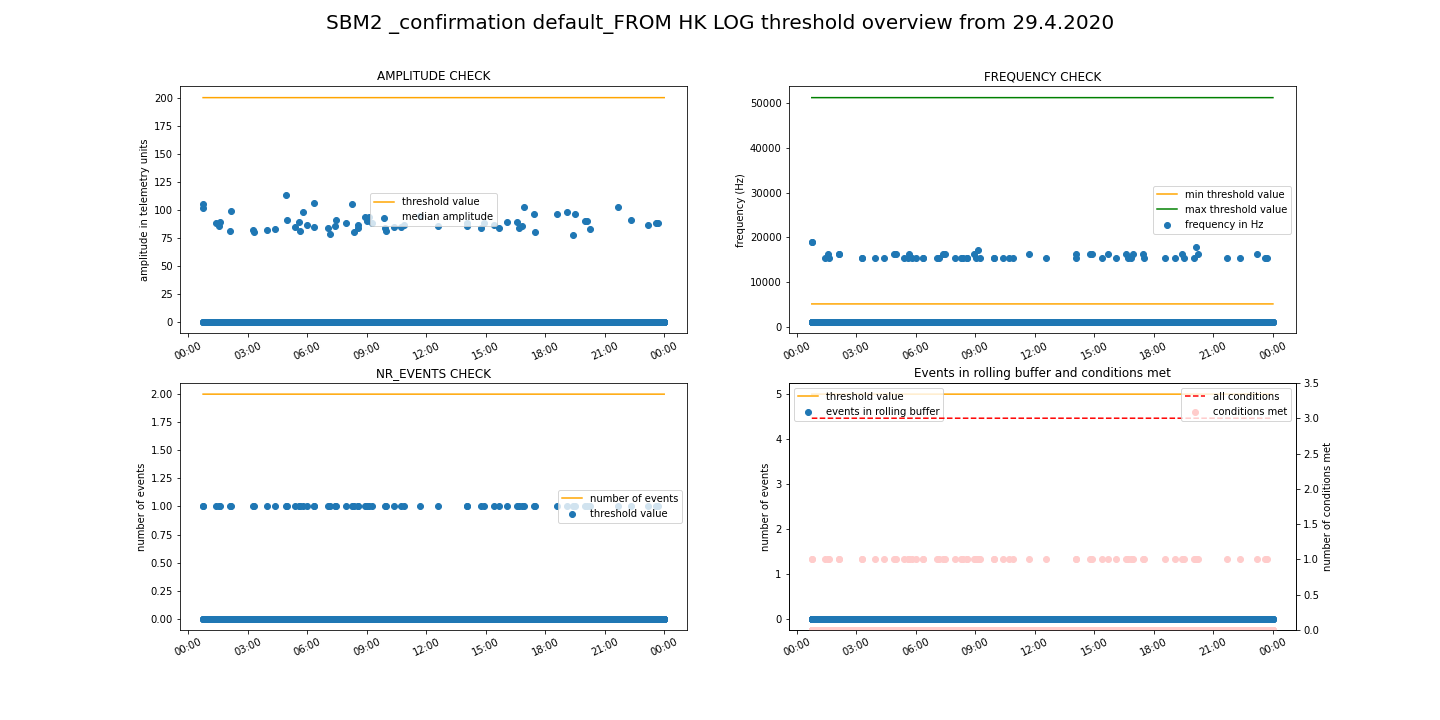 SBM2 _confirmation default_FROM HK LOG threshold overview from 29.4.2020
AMPLITUDE CHECK
amplitude in telemetry units
200
175
150
125
100
75
50
25
0
threshold value
median amplitude
00:00 03:00 06:00 09:00 12:00 15:00 18:00 21:00 00:00
FREQUENCY CHECK
frequency (Hz)
50000
40000
30000
20000
10000
0
min threshold value
max threshold value
frequency in Hz
00:00 03:00 06:00 09:00 12:00 15:00 18:00 21:00 00:00
NR_EVENTS CHECK
number of events
2.00
1.75
1.50
1.25
1.00
0.75
0.50
0.25
0.00
number of events
threshold value
00:00 03:00 06:00 09:00 12:00 15:00 18:00 21:00 00:00
Events in rolling buffer and conditions met
number of events
5
4
3
2
1
0
threshold value
events in rolling buffer
all conditions
conditions met
3.5
3.0
2.5
2.0
1.5
1.0
0.5
0.0
number of conditions met
00:00 03:00 06:00 09:00 12:00 15:00 18:00 21:00 00:00